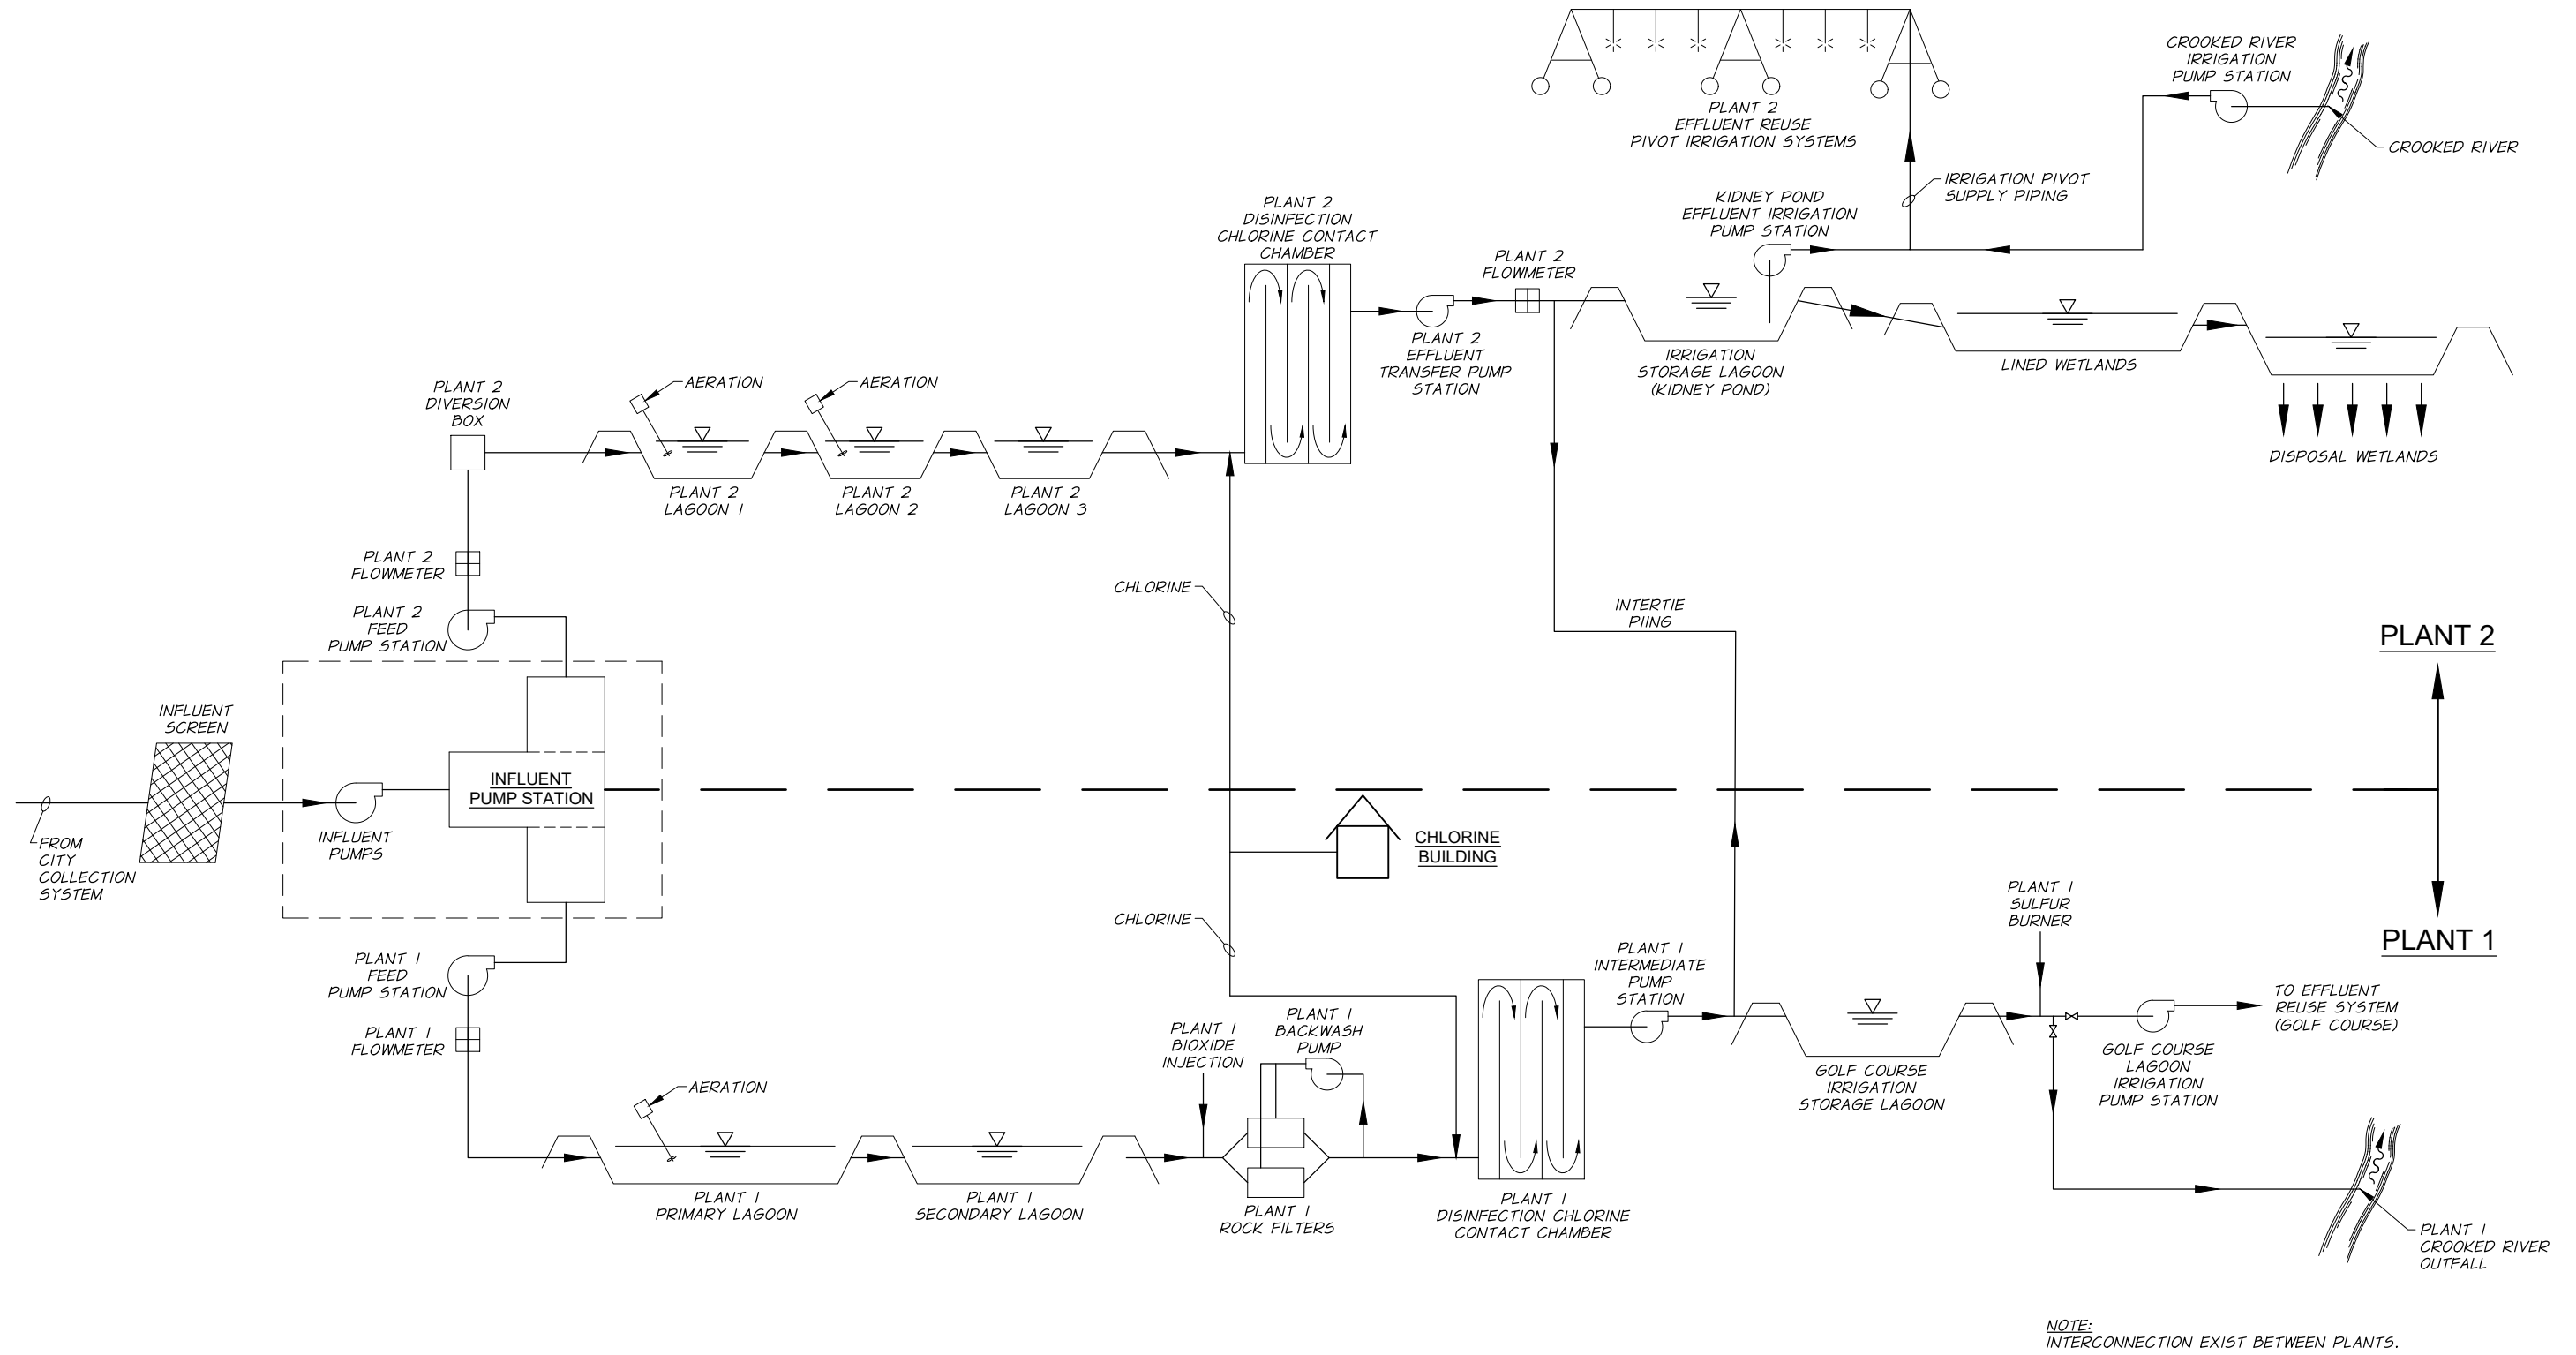 CROOKED RIVER
IRRIGATION
PUMP STATION
CROOKED RIVER
PLANT 2
EFFLUENT REUSE
PIVOT IRRIGATION SYSTEMS
IRRIGATION PIVOT
SUPPLY PIPING
KIDNEY POND
EFFLUENT IRRIGATION
PUMP STATION
PLANT 2
DISINFECTION
CHLORINE CONTACT
CHAMBER
PLANT 2
FLOWMETER
PLANT 2
EFFLUENT
TRANSFER PUMP
STATION
IRRIGATION
STORAGE LAGOON
(KIDNEY POND)
LINED WETLANDS
DISPOSAL WETLANDS
PLANT 2
DIVERSION
BOX
AERATION
AERATION
PLANT 2
LAGOON 1
PLANT 2
LAGOON 2
PLANT 2
LAGOON 3
PLANT 2
FLOWMETER
PLANT 2
FEED
PUMP STATION
CHLORINE
INTERTIE
PIING
PLANT 2
INFLUENT
SCREEN
INFLUENT
PUMP STATION
INFLUENT
PUMPS
FROM
CITY
COLLECTION
SYSTEM
CHLORINE
BUILDING
PLANT 1
CHLORINE
PLANT 1
SULFUR
BURNER
PLANT 1
FEED
PUMP STATION
PLANT 1
FLOWMETER
PLANT 1
INTERMEDIATE
PUMP
STATION
TO EFFLUENT
REUSE SYSTEM
(GOLF COURSE)
PLANT 1
BIOXIDE
INJECTION
PLANT 1
BACKWASH
PUMP
GOLF COURSE
IRRIGATION
STORAGE LAGOON
GOLF COURSE
LAGOON
IRRIGATION
PUMP STATION
AERATION
PLANT 1
PRIMARY LAGOON
PLANT 1
SECONDARY LAGOON
PLANT 1
ROCK FILTERS
PLANT 1
DISINFECTION CHLORINE
CONTACT CHAMBER
PLANT 1
CROOKED RIVER
OUTFALL
NOTE:
INTERCONNECTION EXIST BETWEEN PLANTS.